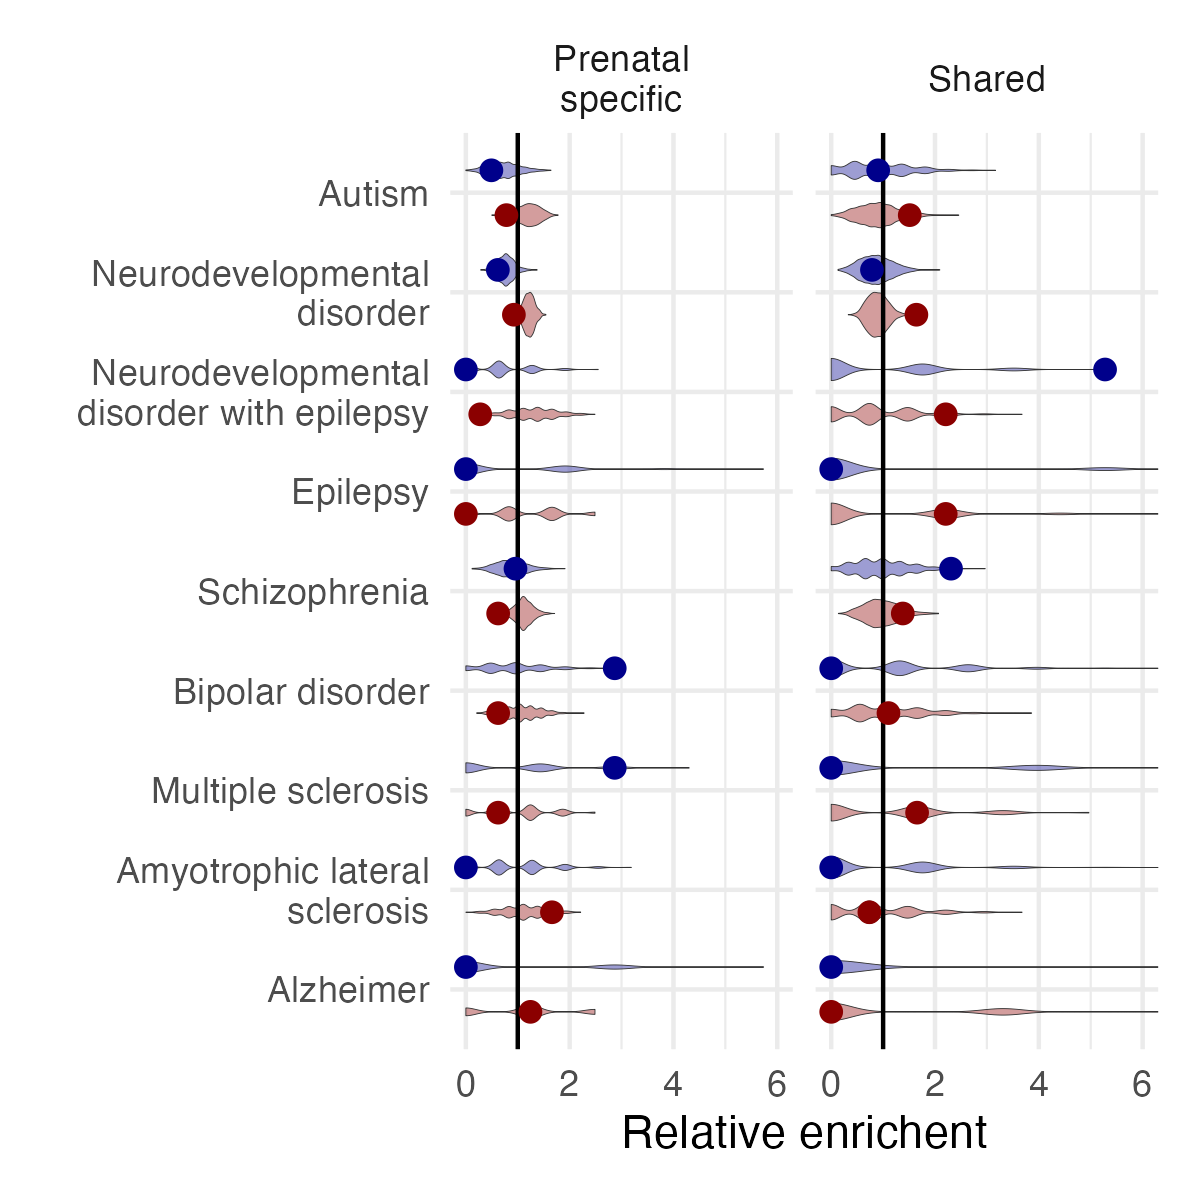 Prenatal
specific
Shared
Autism
Neurodevelopmental
disorder
Neurodevelopmental
disorder with epilepsy
Epilepsy
Schizophrenia
Bipolar disorder
Multiple sclerosis
Amyotrophic lateral
sclerosis
Alzheimer
0 2 4 6 0 2 4 6
Relative enrichent